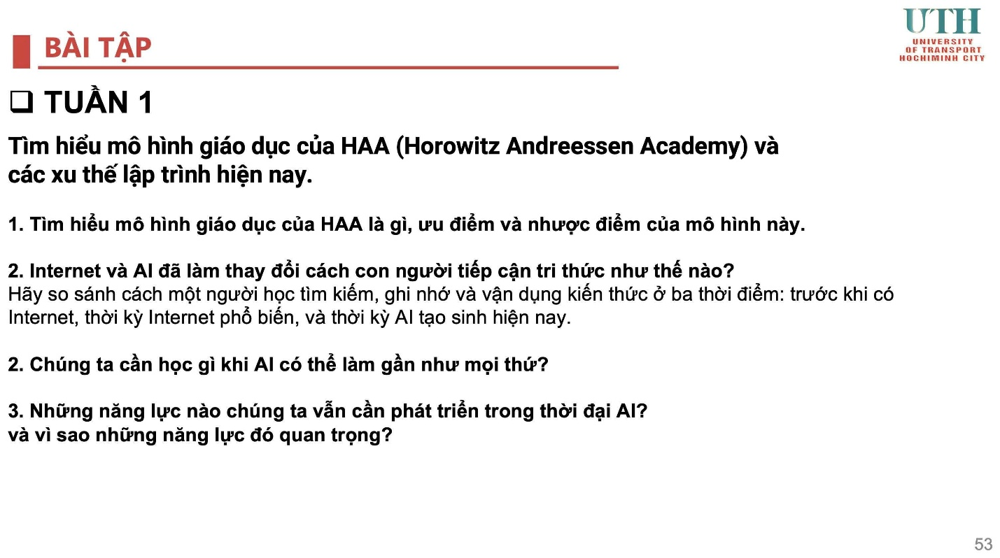 BÀI TẬP
UTH
UNIVERSITY
OF TRANSPORT
HOCHIMINH CITY
TUẦN 1
Tìm hiểu mô hình giáo dục của HAA (Horowitz Andreessen Academy) và
các xu thế lập trình hiện nay.
1. Tìm hiểu mô hình giáo dục của HAA là gì, ưu điểm và nhược điểm của mô hình này.
2. Internet và AI đã làm thay đổi cách con người tiếp cận tri thức như thế nào?
Hãy so sánh cách một người học tìm kiếm, ghi nhớ và vận dụng kiến thức ở ba thời điểm: trước khi có
Internet, thời kỳ Internet phổ biến, và thời kỳ AI tạo sinh hiện nay.
2. Chúng ta cần học gì khi AI có thể làm gần như mọi thứ?
3. Những năng lực nào chúng ta vẫn cần phát triển trong thời đại AI?
và vì sao những năng lực đó quan trọng?
53